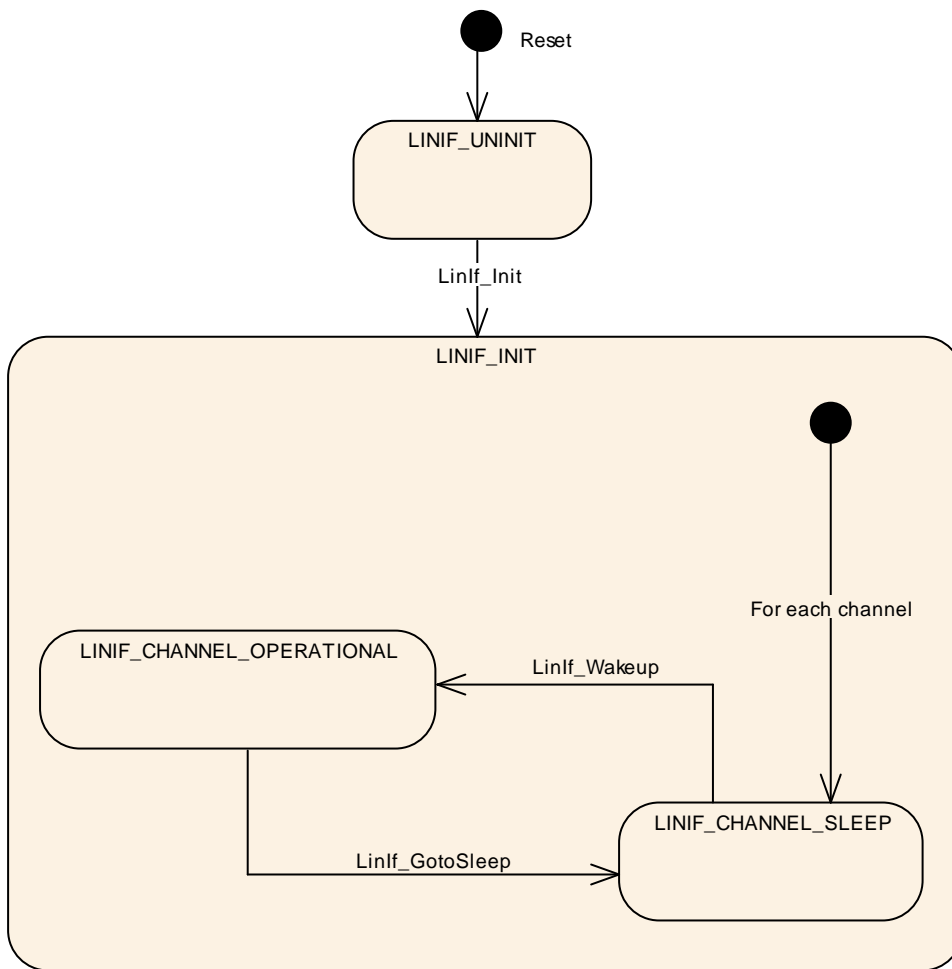 Reset
LINIF_UNINIT
LinIf_Init
LINIF_INIT
For each channel
LINIF_CHANNEL_OPERATIONAL
LinIf_Wakeup
LINIF_CHANNEL_SLEEP
LinIf_GotoSleep